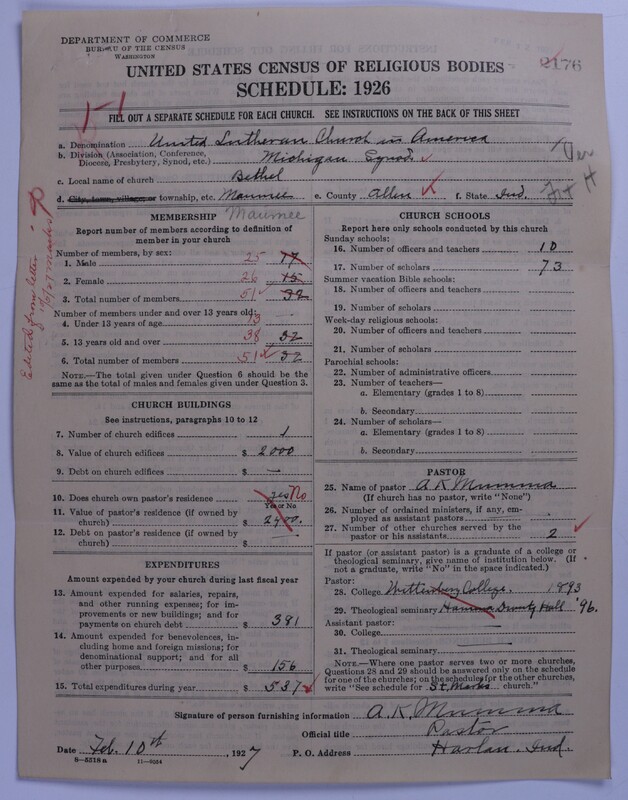 DEPARTMENT OF COMMERCE
BUREAU OF THE CENSUS
WASHINGTON
2176
UNITED STATES CENSUS OF RELIGIOUS BODIES
SCHEDULE: 1926
FILL OUT A SEPARATE SCHEDULE FOR EACH CHURCH. SEE INSTRUCTIONS ON THE BACK OF THIS SHEET
a. Denomination United Lutheran Church in America
b. Division (Association, Conference, Diocese, Presbytery, Synod, etc.) Michigan Synod
c. Local name of church Bethel
d. City, town, village, or township, etc. Maumee e. County Allen f. State Ind.
MEMBERSHIP Maumee
Report number of members according to definition of
member in your church
Number of members, by sex:
1. Male 25 17
2. Female 26 15
3. Total number of members 51 32
Number of members under and over 13 years old:
4. Under 13 years of age 13 -
5. 13 years old and over 38 32
6. Total number of members 51 32
NOTE.—The total given under Question 6 should be
same as the total of males and females given under Question 3.
Edited from letter
CHURCH BUILDINGS
See instructions, paragraphs 10 to 12
7. Number of church edifices 1
8. Value of church edifices $ 2000
9. Debt on church edifices $ —
10. Does church own pastor's residence yes No
Yes or No
11. Value of pastor's residence (if owned by
church) $ 2400.
12. Debt on pastor's residence (if owned by
church) $ —
EXPENDITURES
Amount expended by your church during last fiscal year
13. Amount expended for salaries, repairs,
and other running expenses; for im-
provements or new buildings; and for
payments on church debt $ 381
14. Amount expended for benevolences, in-
cluding home and foreign missions; for
denominational support; and for all
other purposes $ 156
15. Total expenditures during year $ 537
CHURCH SCHOOLS
Report here only schools conducted by this church
Sunday schools:
16. Number of officers and teachers 10
17. Number of scholars 73
Summer vacation Bible schools:
18. Number of officers and teachers
19. Number of scholars
Week-day religious schools:
20. Number of officers and teachers
21. Number of scholars
Parochial schools:
22. Number of administrative officers
23. Number of teachers—
a. Elementary (grades 1 to 8)
b. Secondary
24. Number of scholars—
a. Elementary (grades 1 to 8)
b. Secondary
PASTOR
25. Name of pastor A K Mumma
(If church has no pastor, write "None")
26. Number of ordained ministers, if any, em-
ployed as assistant pastors
27. Number of other churches served by the
pastor or his assistants 2
If pastor (or assistant pastor) is a graduate of a college or
theological seminary, give name of institution below. (If
not a graduate, write "No" in the space indicated.)
Pastor:
28. College Wittenberg College. 1893
29. Theological seminary Hamma Divinity Hall '96.
Assistant pastor:
30. College
31. Theological seminary
NOTE.—Where one pastor serves two or more churches,
Questions 28 and 29 should be answered only on the schedule
for one of the churches; on the schedules for the other churches,
write "See schedule for St. Marks church."
Signature of person furnishing information A. K. Mumma
Official title Pastor
Date Feb. 10th, 1927 P. O. Address Harlan. Ind.
8—5518a 11—9034